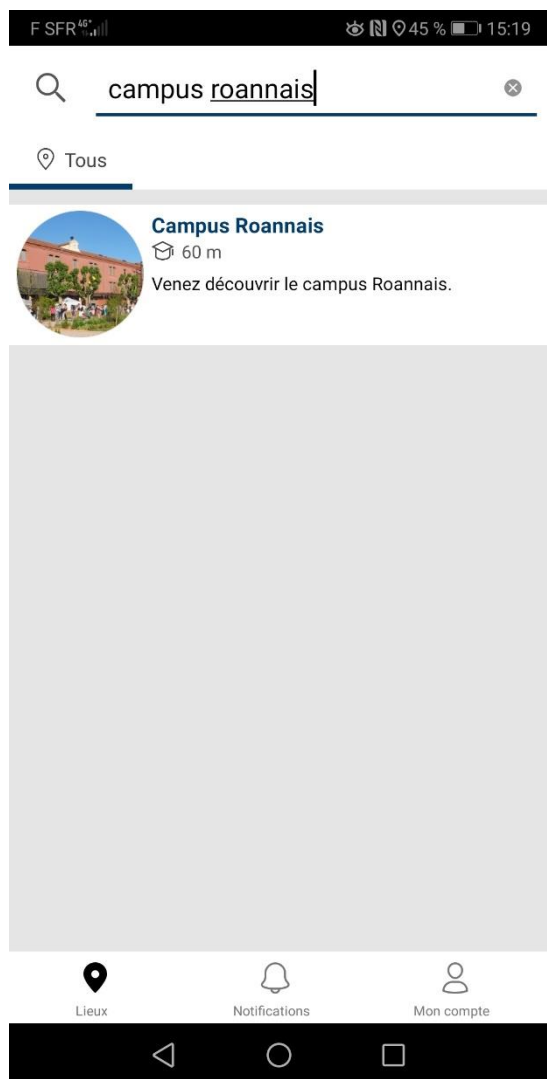 F SFR 4G+ 45 % 15:19
campus roannais
Tous
Campus Roannais
60 m
Venez découvrir le campus Roannais.
Lieux Notifications Mon compte